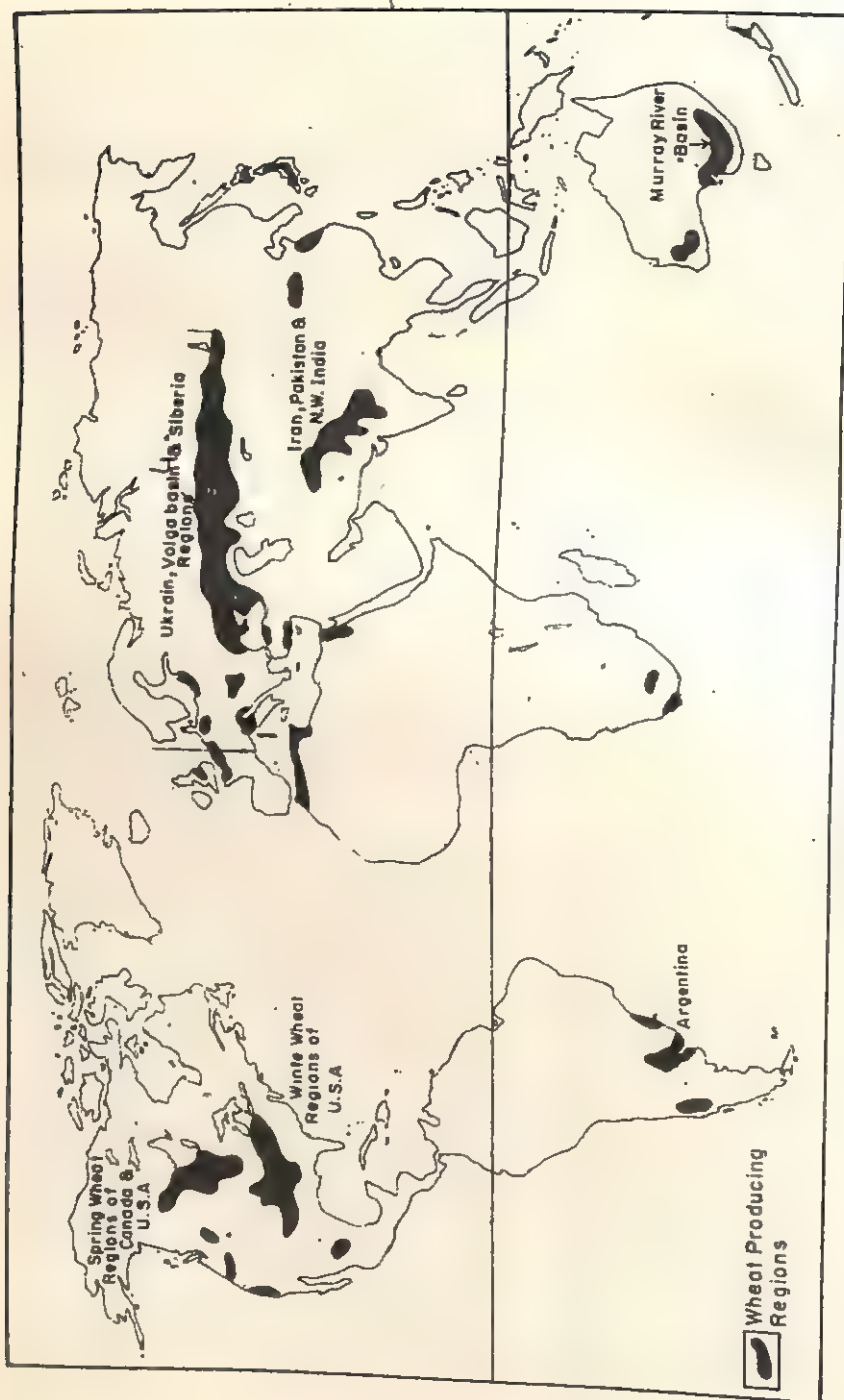 Spring Wheat
Regions of
Canada &
U.S.A
Winte Wheat
Regions of
U.S.A
Argentina
Ukrain, Volga basin & Siberia
Regions
Iran, Pakistan &
N.W. India
Murray River
Basin
Wheat Producing
Regions